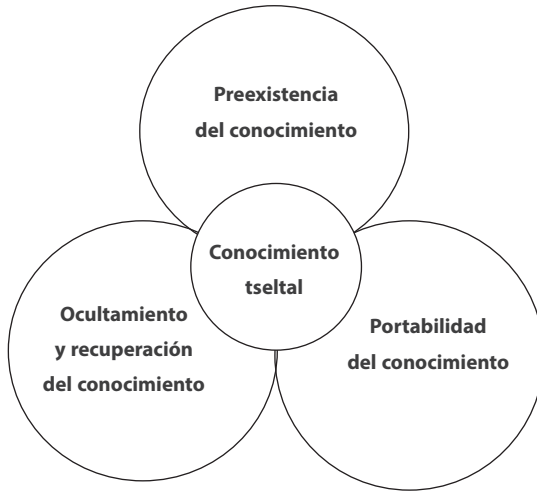 Preexistencia
del conocimiento
Conocimiento
tseltal
Ocultamiento
y recuperación
del conocimiento
Portabilidad
del conocimiento